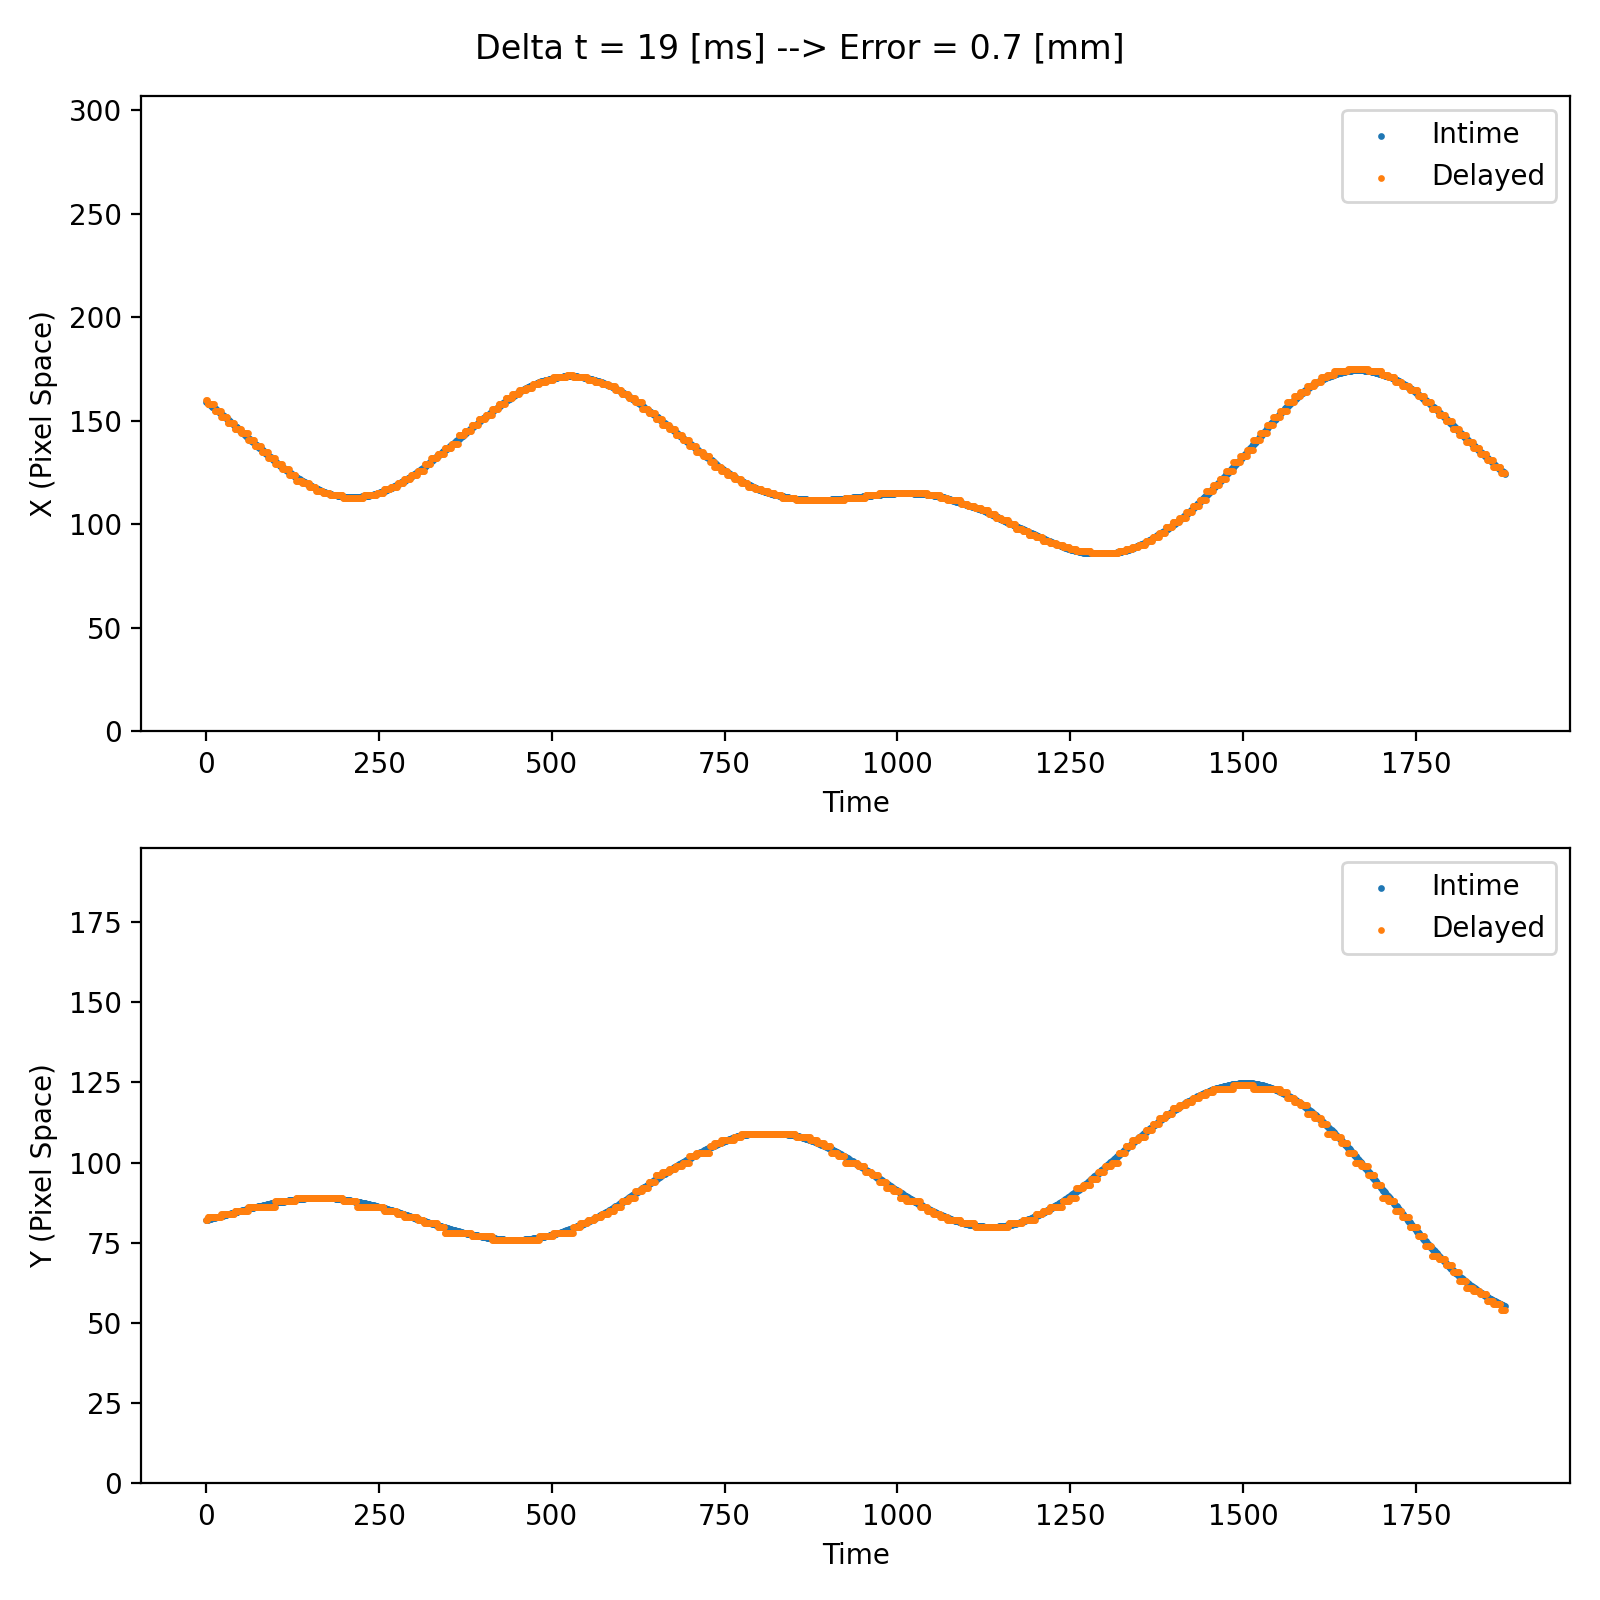 Delta t = 19 [ms] --> Error = 0.7 [mm]
300
250
200
150
100
50
0
X (Pixel Space)
Intime
Delayed
0 250 500 750 1000 1250 1500 1750
Time
175
150
125
100
75
50
25
0
Y (Pixel Space)
Intime
Delayed
0 250 500 750 1000 1250 1500 1750
Time